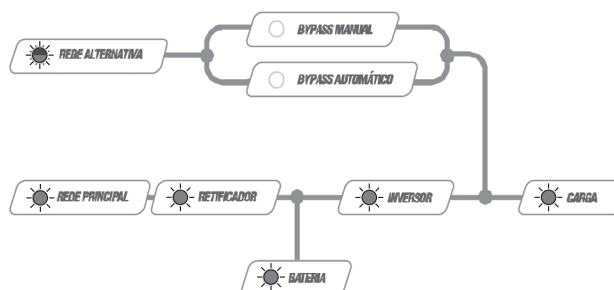 BYPASS MANUAL
REDE ALTERNATIVA
BYPASS AUTOMÁTICO
REDE PRINCIPAL
RETIFICADOR
INVERSOR
CARGA
BATERIA